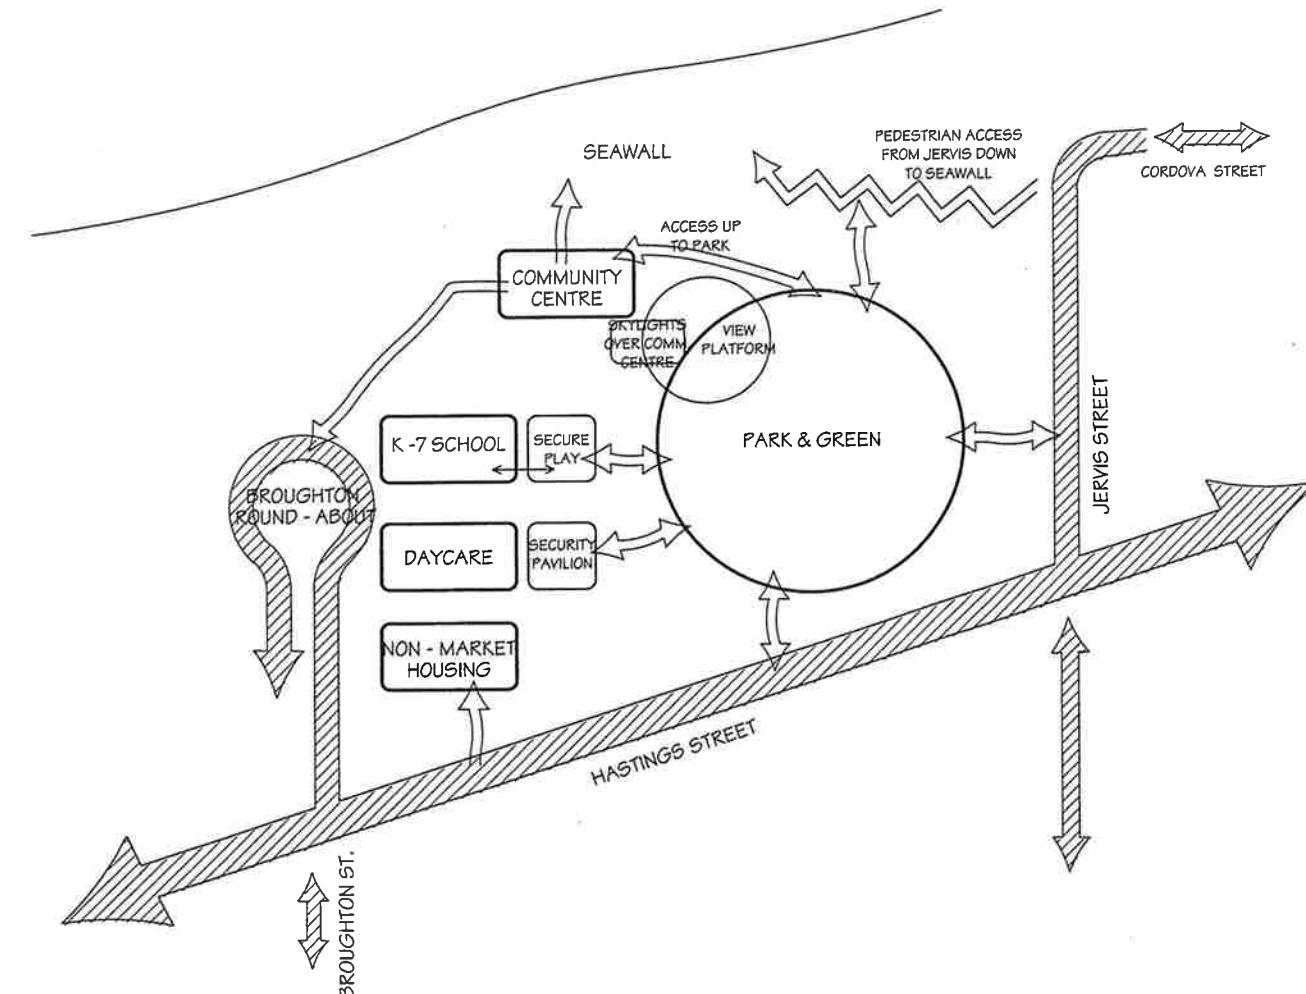 SEAWALL
PEDESTRIAN ACCESS
FROM JERVIS DOWN
TO SEAWALL
CORDOVA STREET
ACCESS UP
TO PARK
COMMUNITY
CENTRE
SKYLIGHTS
OVER COMM.
CENTRE
VIEW
PLATFORM
K-7 SCHOOL
SECURE
PLAY
PARK & GREEN
JERVIS STREET
BROUGHTON
ROUND - ABOUT
DAYCARE
SECURITY
PAVILION
NON - MARKET
HOUSING
HASTINGS STREET
BROUGHTON ST.